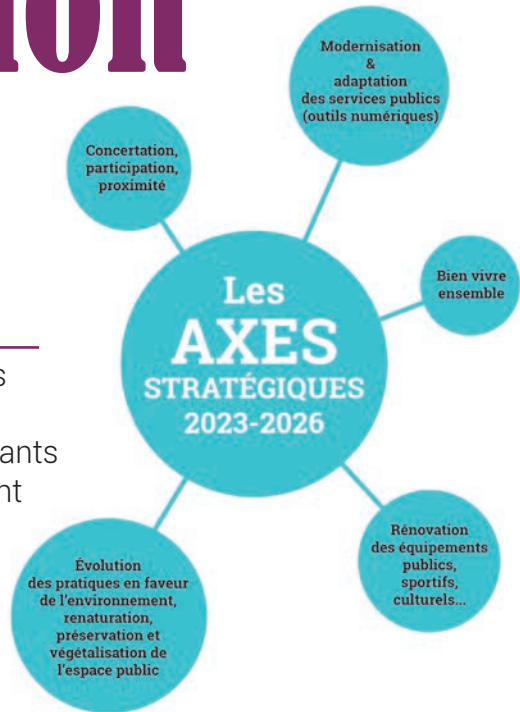 Modernisation
&
adaptation
des services publics
(outils numériques)
Concertation,
participation,
proximité
Bien vivre
ensemble
Les
AXES
STRATÉGIQUES
2023-2026
Rénovation
des équipements
publics,
sportifs,
culturels...
Évolution
des pratiques en faveur
de l'environnement,
renaturation,
préservation et
végétalisation de
l'espace public